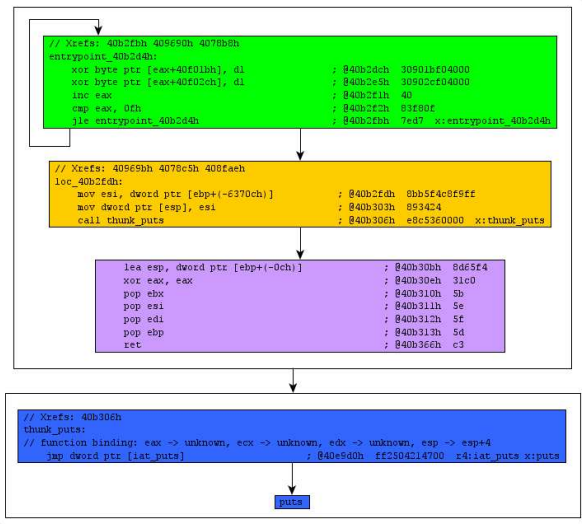 // Xrefs: 40b2fbh 409690h 4078b8h
entrypoint_40b2d4h:
xor byte ptr [eax+40f01bh], dl ; @40b2dch 30901bf04000
xor byte ptr [eax+40f02ch], dl ; @40b2e5h 30902cf04000
inc eax ; @40b2f1h 40
cmp eax, 0fh ; @40b2f2h 83f80f
jle entrypoint_40b2d4h ; @40b2fbh 7ed7 x:entrypoint_40b2d4h
// Xrefs: 40969bh 4078c5h 408faeh
loc_40b2fdh:
mov esi, dword ptr [ebp+(-6370ch)] ; @40b2fdh 8bb5f4c8f9ff
mov dword ptr [esp], esi ; @40b303h 893424
call thunk_puts ; @40b306h e8c5360000 x:thunk_puts
lea esp, dword ptr [ebp+(-0ch)] ; @40b30bh 8d65f4
xor eax, eax ; @40b30eh 31c0
pop ebx ; @40b310h 5b
pop esi ; @40b311h 5e
pop edi ; @40b312h 5f
pop ebp ; @40b313h 5d
ret ; @40b366h c3
// Xrefs: 40b306h
thunk_puts:
// function binding: eax -> unknown, ecx -> unknown, edx -> unknown, esp -> esp+4
jmp dword ptr [iat_puts] ; @40e9d0h ff2504214700 r4:iat_puts x:puts
puts